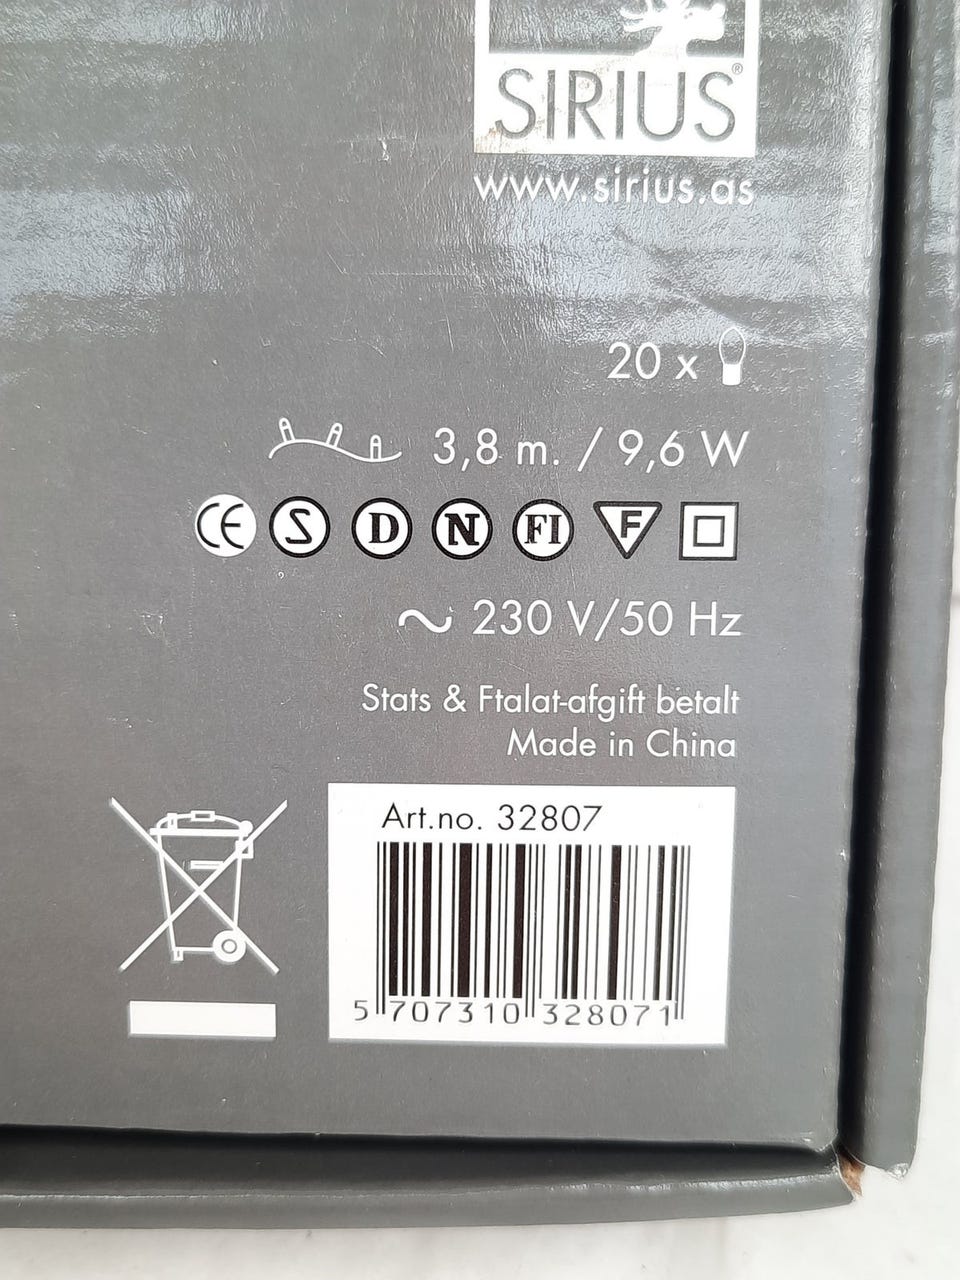 SIRIUS®
www.sirius.as
20 x
3,8 m. / 9,6 W
CE S D N FI F
~ 230 V/50 Hz
Stats & Ftalat-afgift betalt
Made in China
Art.no. 32807
5 707310 328071